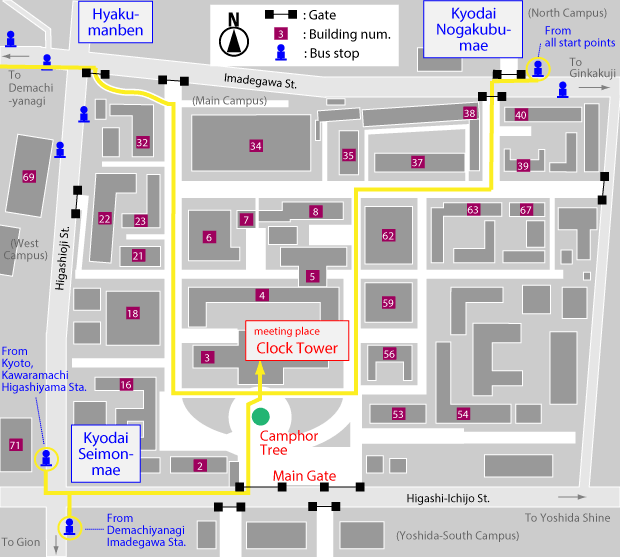 Hyaku-
manben
N
: Gate
3 : Building num.
: Bus stop
Kyodai
Nogakubu-
mae
(North Campus)
From
all start points
To
Ginkakuji
To
Demachi
-yanagi
Imadegawa St.
(Main Campus)
32
34
35
37
38
40
39
69
22
23
21
6
7
8
5
62
63
67
(West
Campus)
Higashioji St.
18
4
59
meeting place
Clock Tower
3
56
From
Kyoto,
Kawaramachi
Higashiyama Sta.
16
53
54
71
Kyodai
Seimon-
mae
Camphor
Tree
2
Main Gate
Higashi-Ichijo St.
To Yoshida Shine
From
Demachiyanagi
Imadegawa Sta.
(Yoshida-South Campus)
To Gion